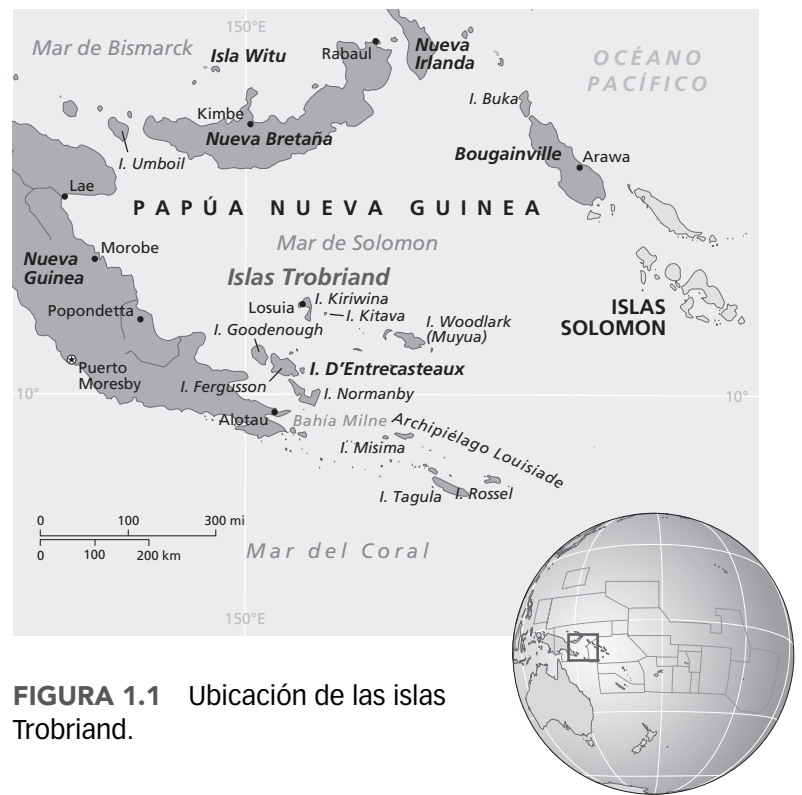 150°E
Mar de Bismarck
Isla Witu
Rabaul
Nueva
Irlanda
OCÉANO
PACÍFICO
Kimbe
I. Buka
Nueva Bretaña
I. Umboil
Bougainville
Arawa
Lae
PAPÚA NUEVA GUINEA
Mar de Solomon
Morobe
Nueva
Guinea
Islas Trobriand
Losuia
I. Kiriwina
I. Kitava
Popondetta
I. Goodenough
I. Woodlark
(Muyua)
ISLAS
SOLOMON
Puerto
Moresby
I. D'Entrecasteaux
I. Fergusson
I. Normanby
10°
10°
Alotau
Bahía Milne
Archipiélago Louisiade
I. Misima
I. Tagula
I. Rossel
0 100 300 mi
0 100 200 km
Mar del Coral
150°E
FIGURA 1.1 Ubicación de las islas
Trobriand.